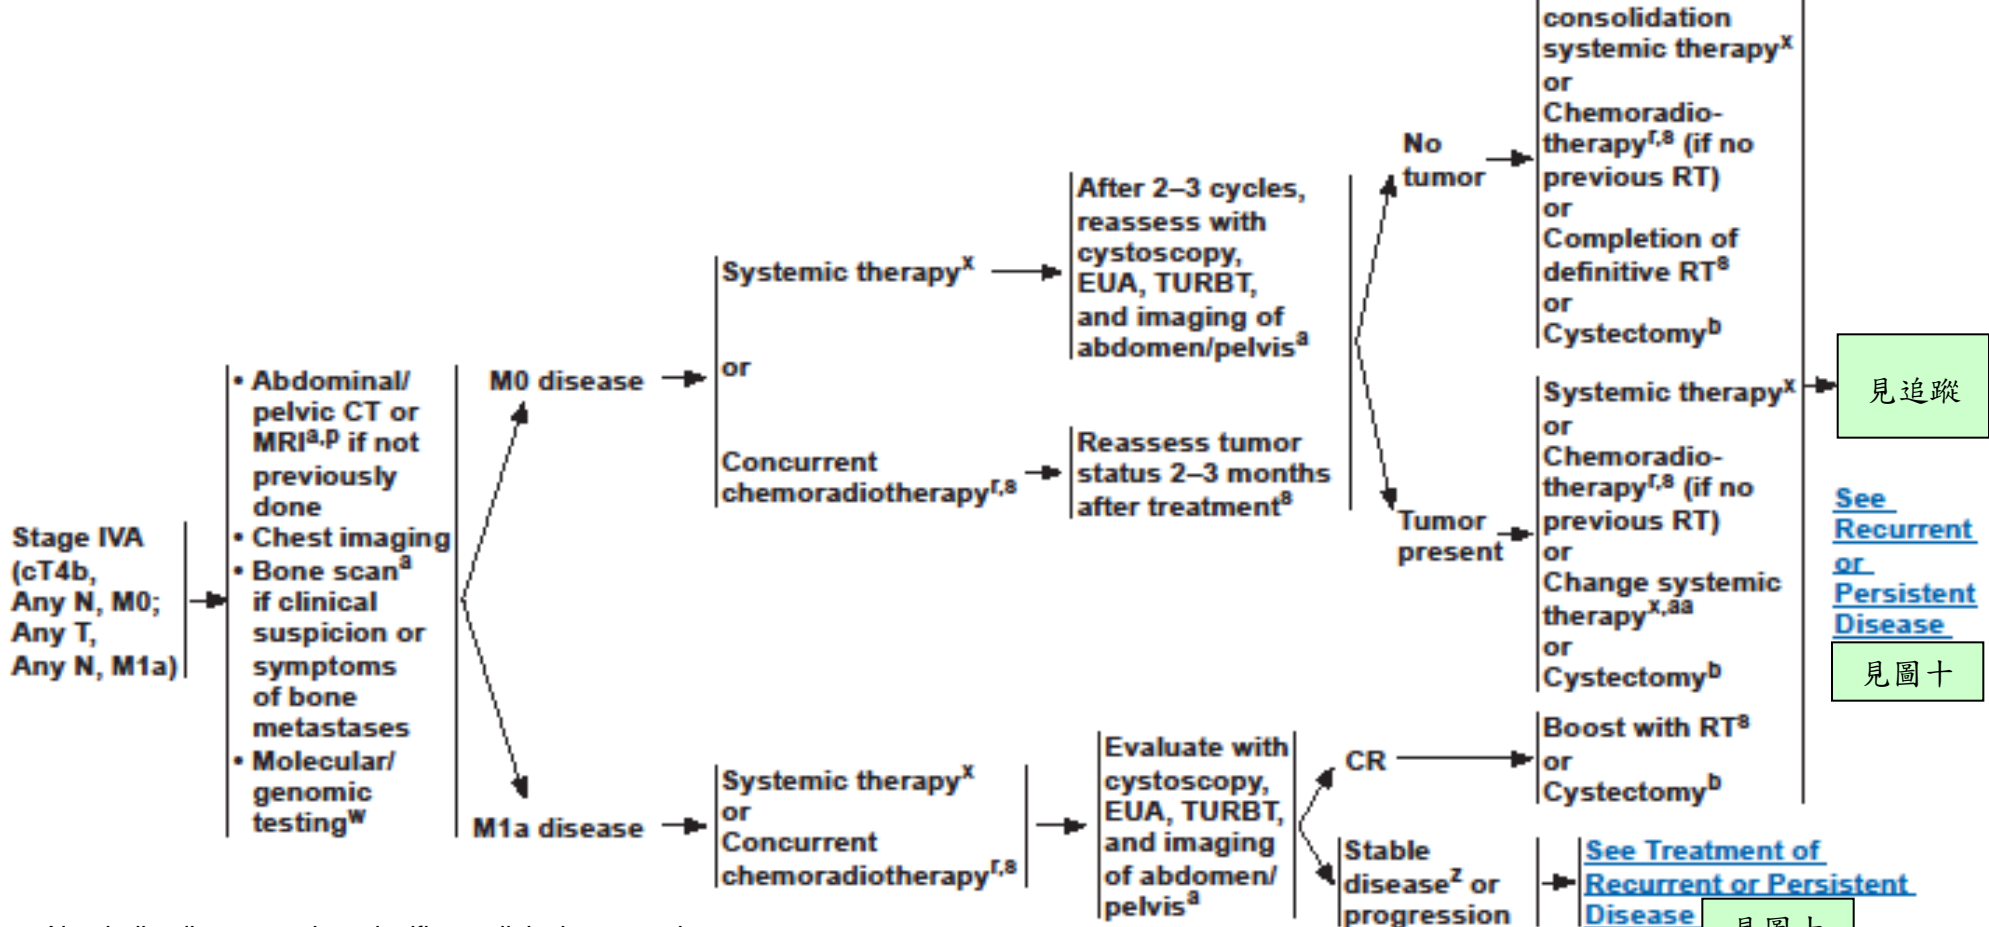 Stage IVA
(cT4b,
Any N, M0;
Any T,
Any N, M1a)
• Abdominal/
pelvic CT or
MRIa,p if not
previously
done
• Chest imaging
• Bone scana
if clinical
suspicion or
symptoms
of bone
metastases
• Molecular/
genomic
testingw
M0 disease
M1a disease
Systemic therapyx
or
Concurrent
chemoradiotherapyr,s
After 2–3 cycles,
reassess with
cystoscopy,
EUA, TURBT,
and imaging of
abdomen/pelvisa
Reassess tumor
status 2–3 months
after treatments
No
tumor
Tumor
present
consolidation
systemic therapyx
or
Chemoradio-
therapyr,s (if no
previous RT)
or
Completion of
definitive RTs
or
Cystectomyb
Systemic therapyx
or
Chemoradio-
therapyr,s (if no
previous RT)
or
Change systemic
therapyx,aa
or
Cystectomyb
見追蹤
See
Recurrent
or
Persistent
Disease
見圖十
Systemic therapyx
or
Concurrent
chemoradiotherapyr,s
Evaluate with
cystoscopy,
EUA, TURBT,
and imaging
of abdomen/
pelvisa
CR
Boost with RTs
or
Cystectomyb
Stable
diseasez or
progression
See Treatment of
Recurrent or Persistent
Disease
見圖十